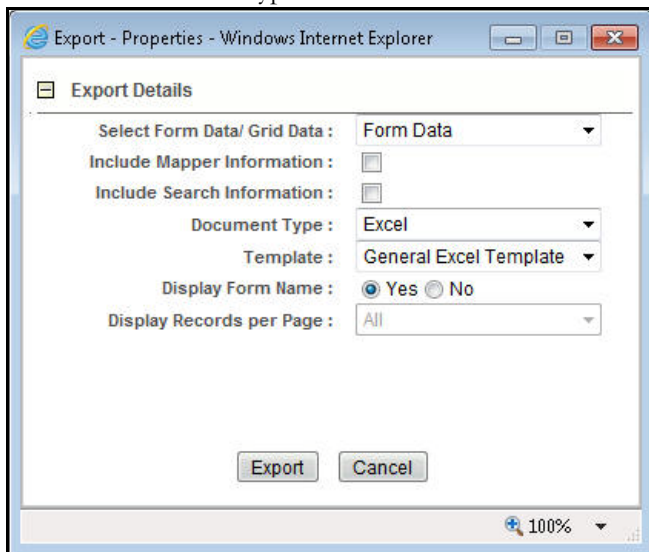 Export - Properties - Windows Internet Explorer
Export Details
Select Form Data/ Grid Data : Form Data
Include Mapper Information :
Include Search Information :
Document Type : Excel
Template : General Excel Template
Display Form Name : Yes No
Display Records per Page : All
Export Cancel
100%